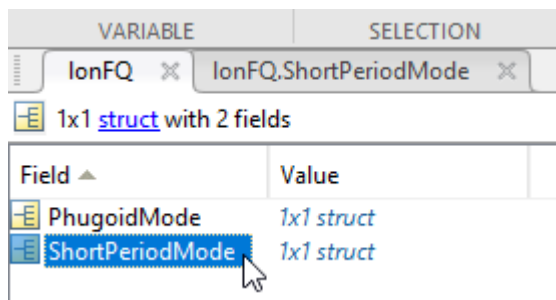 VARIABLE SELECTION
lonFQ lonFQ.ShortPeriodMode
1x1 struct with 2 fields
Field Value
PhugoidMode 1x1 struct
ShortPeriodMode 1x1 struct